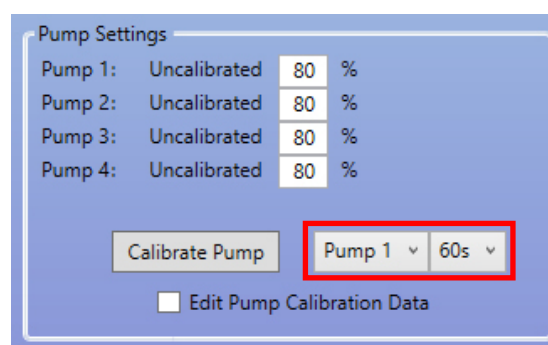 Pump Settings
Pump 1: Uncalibrated 80 %
Pump 2: Uncalibrated 80 %
Pump 3: Uncalibrated 80 %
Pump 4: Uncalibrated 80 %
Calibrate Pump Pump 1 60s
Edit Pump Calibration Data